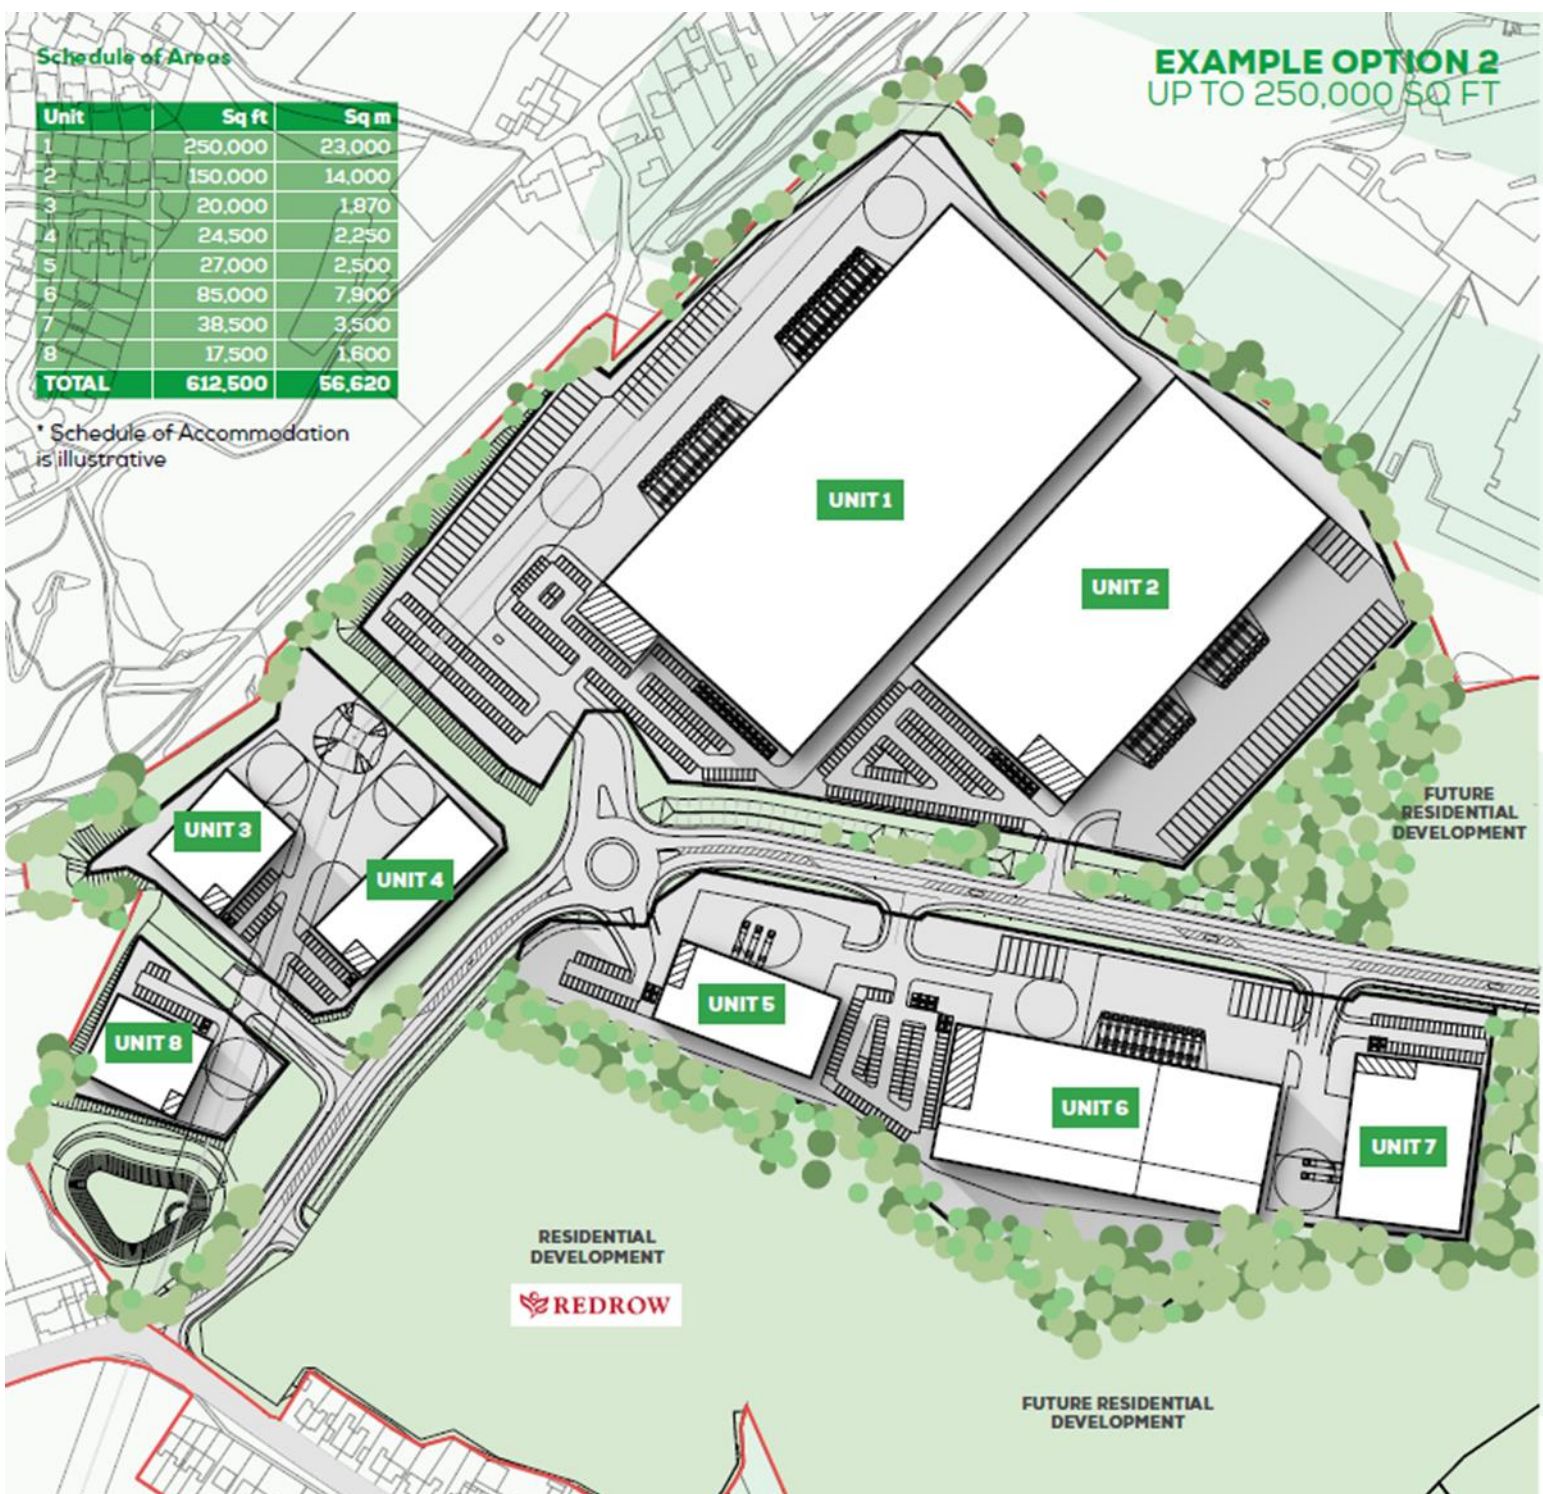 Schedule of Areas
EXAMPLE OPTION 2
UP TO 250,000 SQ FT
Unit Sq ft Sq m
1 250,000 23,000
2 150,000 14,000
3 20,000 1,870
4 24,500 2,250
5 27,000 2,500
6 85,000 7,900
7 38,500 3,500
8 17,500 1,600
TOTAL 612,500 56,620
* Schedule of Accommodation
is illustrative
UNIT 1
UNIT 2
FUTURE
RESIDENTIAL
DEVELOPMENT
UNIT 3
UNIT 4
UNIT 5
UNIT 8
UNIT 6
UNIT 7
RESIDENTIAL
DEVELOPMENT
REDROW
FUTURE RESIDENTIAL
DEVELOPMENT